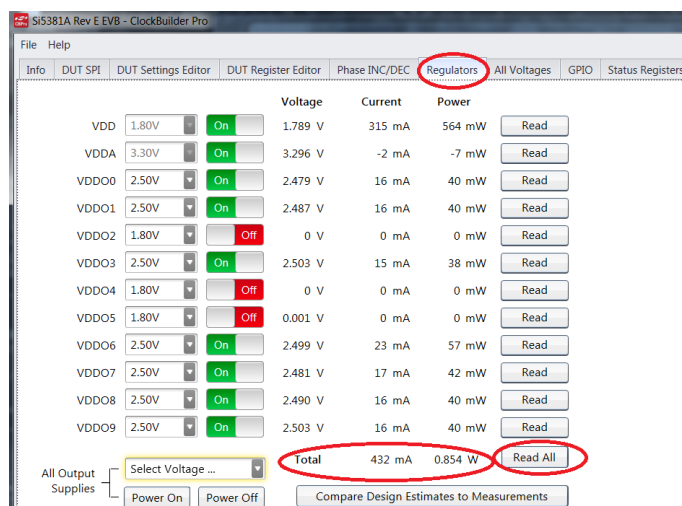 Si5381A Rev E EVB - ClockBuilder Pro
File Help
Info DUT SPI DUT Settings Editor DUT Register Editor Phase INC/DEC Regulators All Voltages GPIO Status Registers
Voltage Current Power
VDD 1.80V On 1.789 V 315 mA 564 mW Read
VDDA 3.30V On 3.296 V -2 mA -7 mW Read
VDDO0 2.50V On 2.479 V 16 mA 40 mW Read
VDDO1 2.50V On 2.487 V 16 mA 40 mW Read
VDDO2 1.80V Off 0 V 0 mA 0 mW Read
VDDO3 2.50V On 2.503 V 15 mA 38 mW Read
VDDO4 1.80V Off 0 V 0 mA 0 mW Read
VDDO5 1.80V Off 0.001 V 0 mA 0 mW Read
VDDO6 2.50V On 2.499 V 23 mA 57 mW Read
VDDO7 2.50V On 2.481 V 17 mA 42 mW Read
VDDO8 2.50V On 2.490 V 16 mA 40 mW Read
VDDO9 2.50V On 2.503 V 16 mA 40 mW Read
Total 432 mA 0.854 W Read All
All Output Supplies Select Voltage ...
Power On Power Off Compare Design Estimates to Measurements